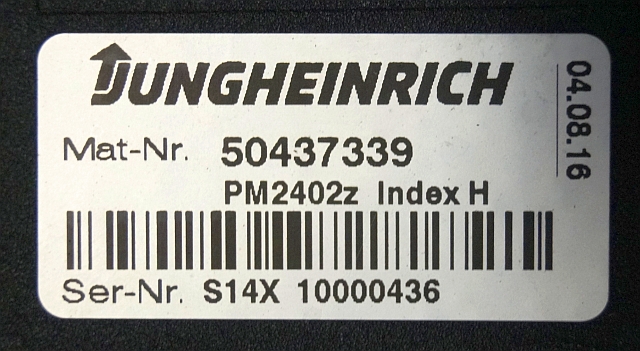 JUNGHEINRICH
Mat-Nr. 50437339
PM2402z Index H
Ser-Nr. S14X 10000436
04.08.16